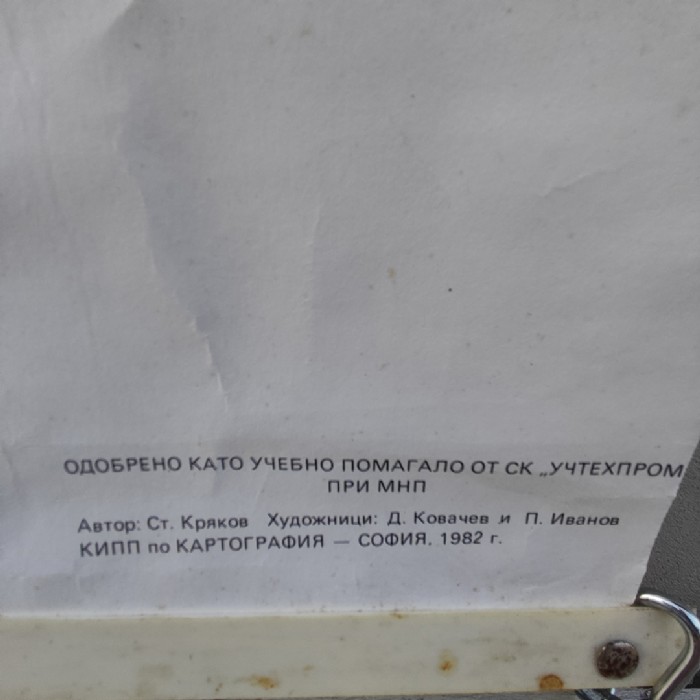 ОДОБРЕНО КАТО УЧЕБНО ПОМАГАЛО ОТ СК „УЧТЕХПРОМ
ПРИ МНП
Автор: Ст. Кряков Художници: Д. Ковачев и П. Иванов
КИПП по КАРТОГРАФИЯ — СОФИЯ, 1982 г.